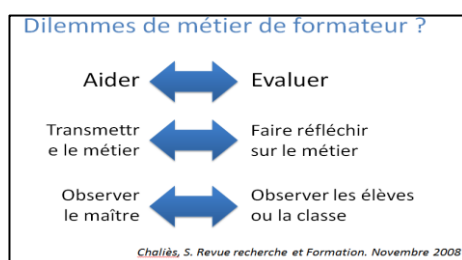 Dilemmes de métier de formateur ?
Aider Evaluer
Transmettr Faire réfléchir
e le métier sur le métier
Observer Observer les élèves
le maître ou la classe
Chaliès, S. Revue recherche et Formation. Novembre 2008